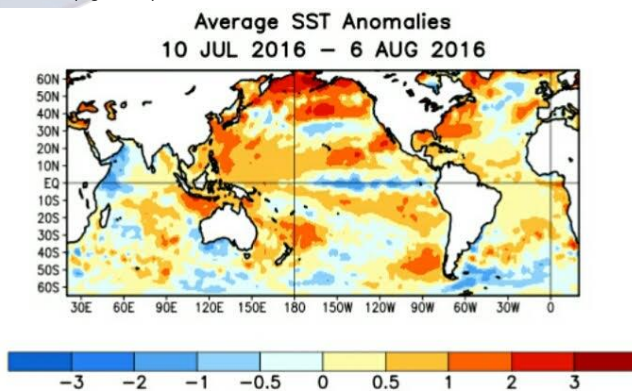 Average SST Anomalies
10 JUL 2016 – 6 AUG 2016
60N
50N
40N
30N
20N
10N
EQ
10S
20S
30S
40S
50S
60S
30E 60E 90E 120E 150E 180 150W 120W 90W 60W 30W 0
-3 -2 -1 -0.5 0 0.5 1 2 3